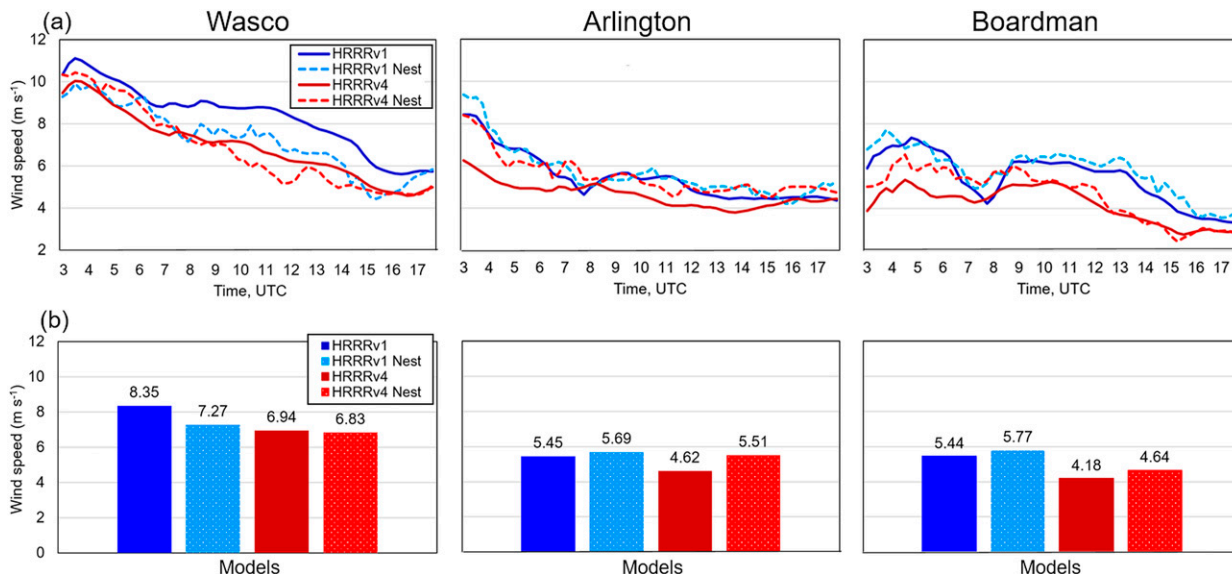 (a)
Wasco
Arlington
Boardman
12
10
8
6
4
2
Wind speed (m s⁻¹)
HRRRv1
HRRRv1 Nest
HRRRv4
HRRRv4 Nest
3 4 5 6 7 8 9 10 11 12 13 14 15 16 17
3 4 5 6 7 8 9 10 11 12 13 14 15 16 17
3 4 5 6 7 8 9 10 11 12 13 14 15 16 17
Time, UTC
Time, UTC
Time, UTC
(b)
12
10
8
6
4
2
0
Wind speed (m s⁻¹)
HRRRv1
HRRRv1 Nest
HRRRv4
HRRRv4 Nest
8.35
7.27
6.94
6.83
5.45
5.69
4.62
5.51
5.44
5.77
4.18
4.64
Models
Models
Models